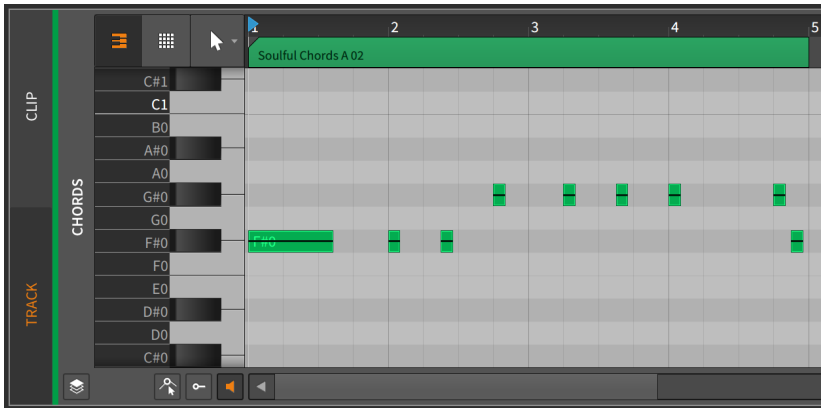 1 2 3 4 5
Soulful Chords A 02
CLIP
TRACK
CHORDS
C#1
C1
B0
A#0
A0
G#0
G0
F#0
F#0
F0
E0
D#0
D0
C#0